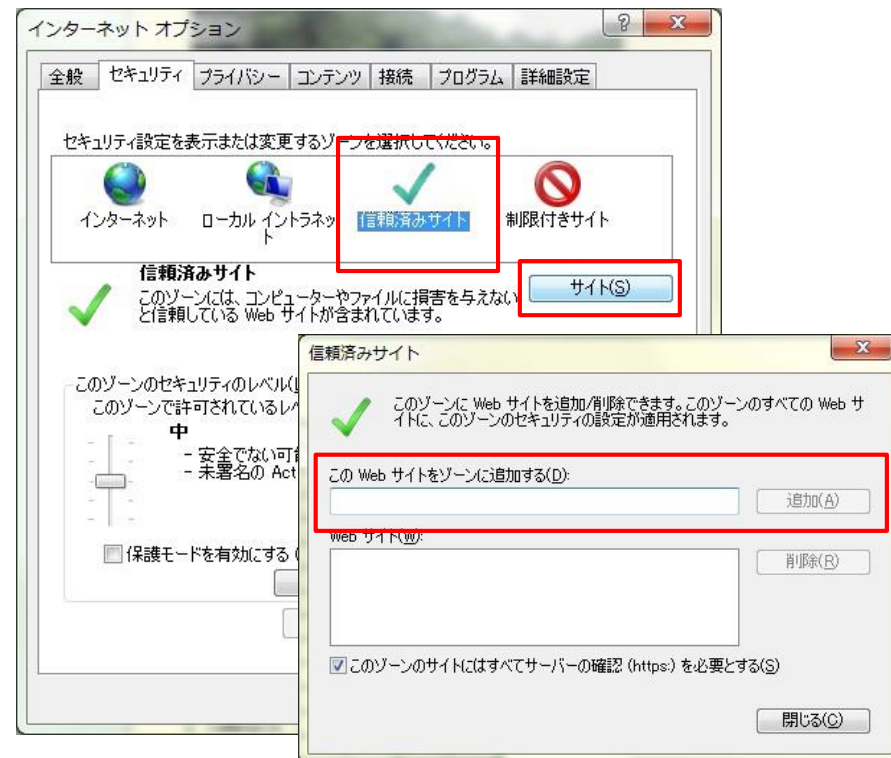 インターネット オプション
全般 セキュリティ プライバシー コンテンツ 接続 プログラム 詳細設定
セキュリティ設定を表示または変更するゾーンを選択してください。
インターネット
ローカル イントラネッ
ト
信頼済みサイト
制限付きサイト
信頼済みサイト
このゾーンには、コンピューターやファイルに損害を与えない
と信頼している Web サイトが含まれています。
サイト(S)
このゾーンのセキュリティのレベル(L
このゾーンで許可されているレベ
中
- 安全でない可能
- 未署名の Act
保護モードを有効にする (
信頼済みサイト
このゾーンに Web サイトを追加/削除できます。このゾーンのすべての Web サ
イトに、このゾーンのセキュリティの設定が適用されます。
この Web サイトをゾーンに追加する(D):
追加(A)
Web サイト(W):
削除(R)
このゾーンのサイトにはすべてサーバーの確認 (https:) を必要とする(S)
閉じる(C)